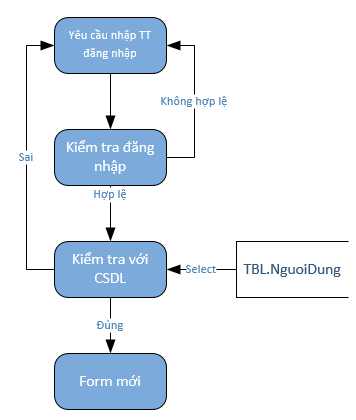 Yêu cầu nhập TT
đăng nhập
Không hợp lệ
Kiểm tra đăng
nhập
Sai
Hợp lệ
Kiểm tra với
CSDL
Select
TBL.NguoiDung
Đúng
Form mới